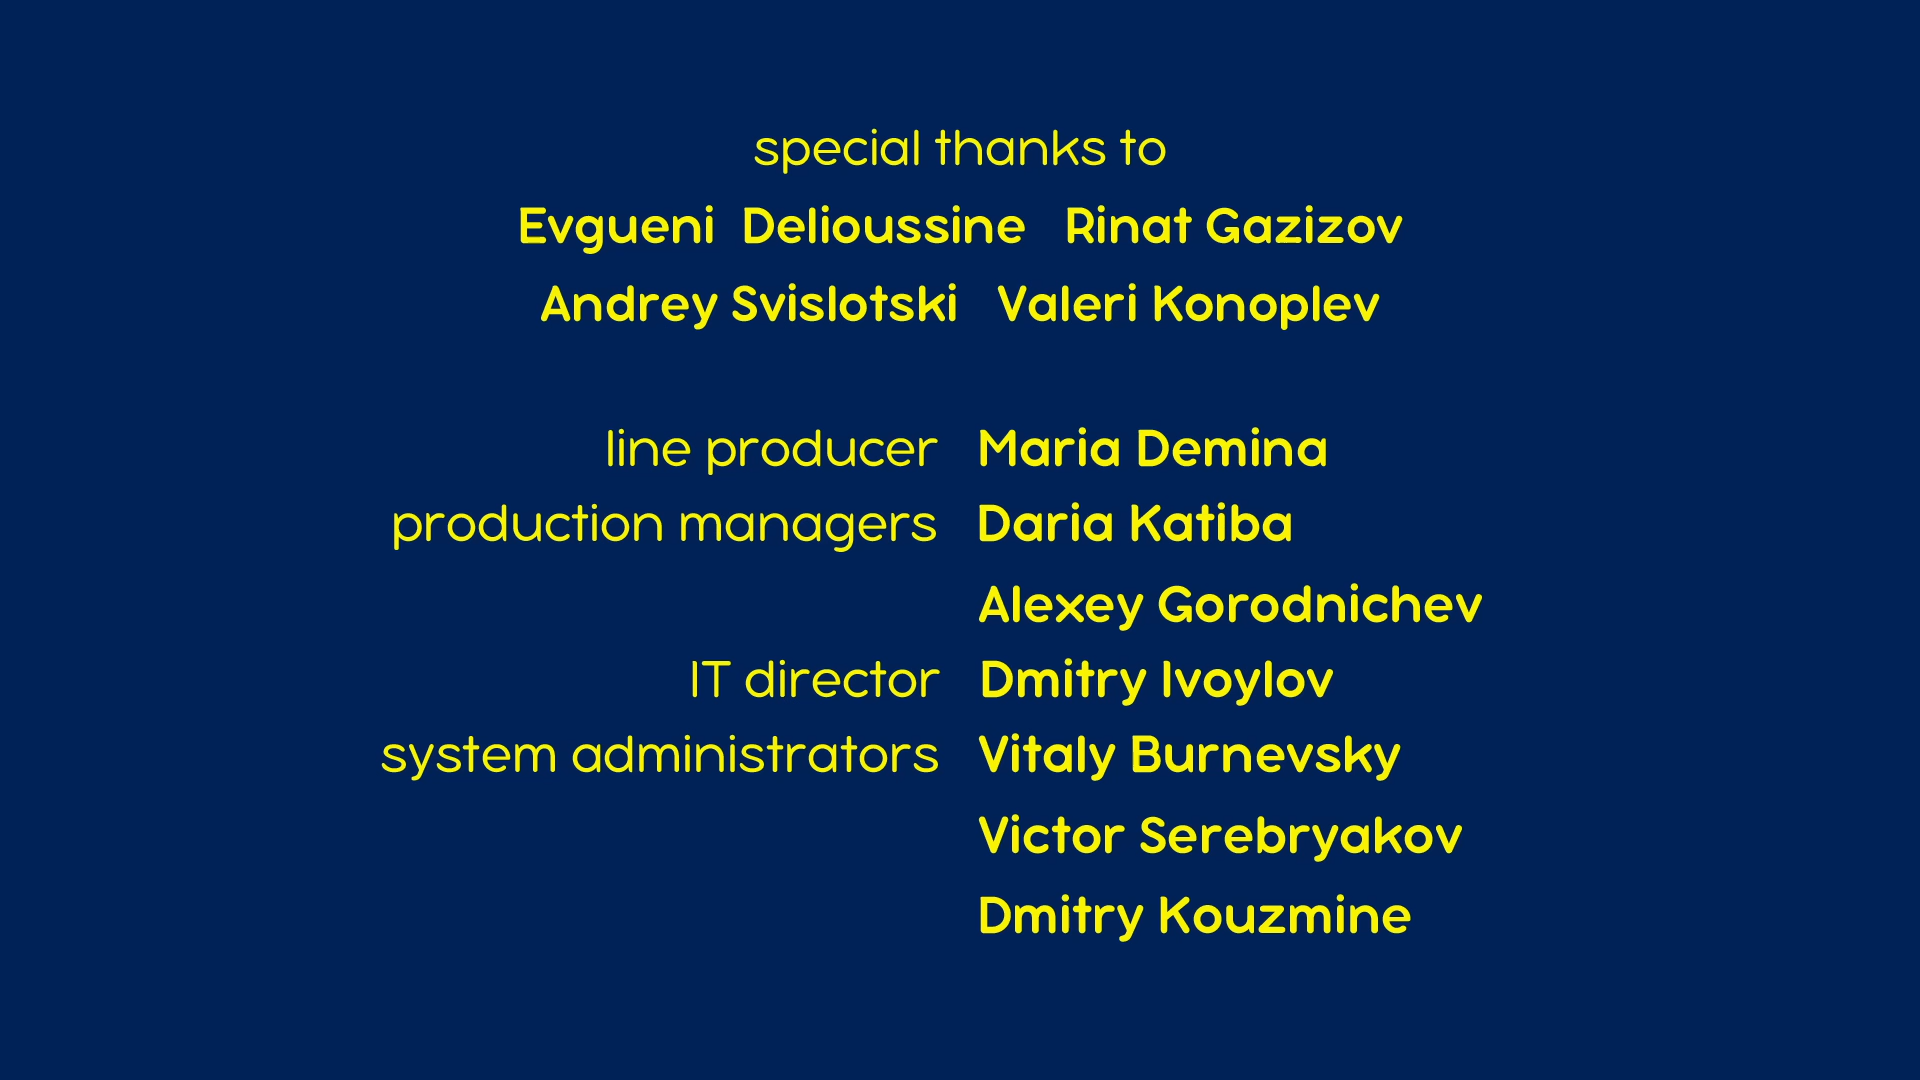 special thanks to
Evgueni Delioussine Rinat Gazizov
Andrey Svislotski Valeri Konoplev
line producer Maria Demina
production managers Daria Katiba
Alexey Gorodnichev
IT director Dmitry Ivoylov
system administrators Vitaly Burnevsky
Victor Serebryakov
Dmitry Kouzmine